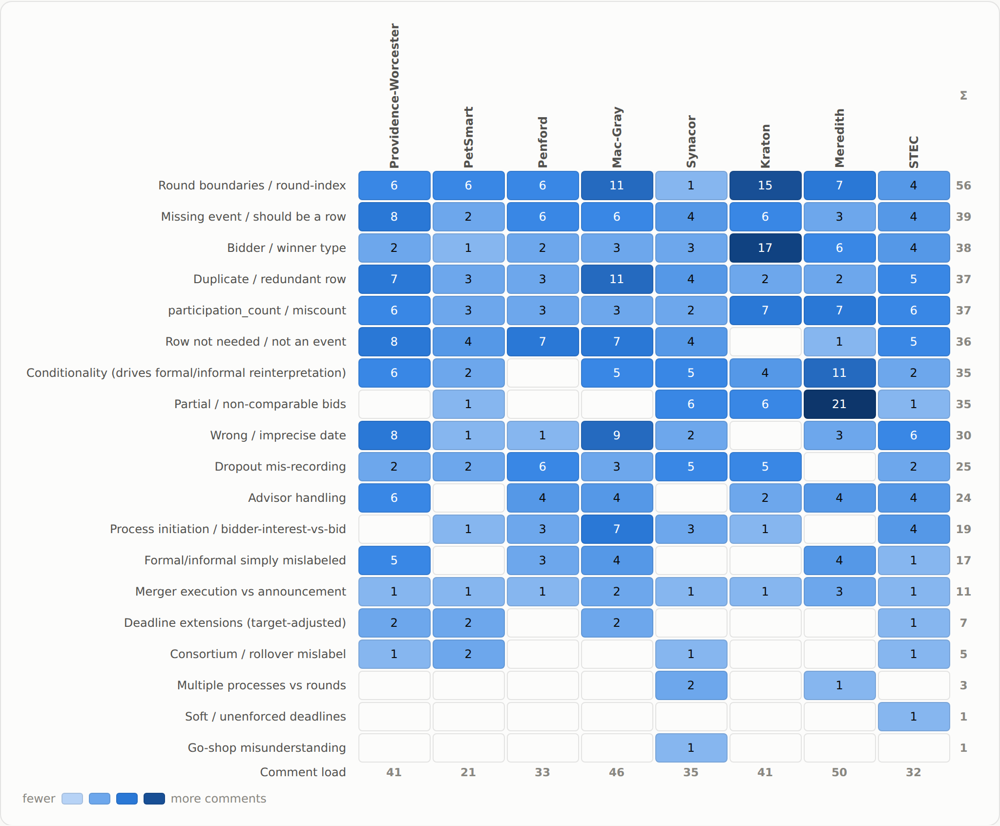 Providence-Worcester PetSmart Penford Mac-Gray Synacor Kraton Meredith STEC Σ
Round boundaries / round-index 6 6 6 11 1 15 7 4 56
Missing event / should be a row 8 2 6 6 4 6 3 4 39
Bidder / winner type 2 1 2 3 3 17 6 4 38
Duplicate / redundant row 7 3 3 11 4 2 2 5 37
participation_count / miscount 6 3 3 3 2 7 7 6 37
Row not needed / not an event 8 4 7 7 4 1 5 36
Conditionality (drives formal/informal reinterpretation) 6 2 5 5 4 11 2 35
Partial / non-comparable bids 1 6 6 21 1 35
Wrong / imprecise date 8 1 1 9 2 3 6 30
Dropout mis-recording 2 2 6 3 5 5 2 25
Advisor handling 6 4 4 2 4 4 24
Process initiation / bidder-interest-vs-bid 1 3 7 3 1 4 19
Formal/informal simply mislabeled 5 3 4 4 1 17
Merger execution vs announcement 1 1 1 2 1 1 3 1 11
Deadline extensions (target-adjusted) 2 2 2 1 7
Consortium / rollover mislabel 1 2 1 1 5
Multiple processes vs rounds 2 1 3
Soft / unenforced deadlines 1 1
Go-shop misunderstanding 1 1
Comment load 41 21 33 46 35 41 50 32
fewer more comments